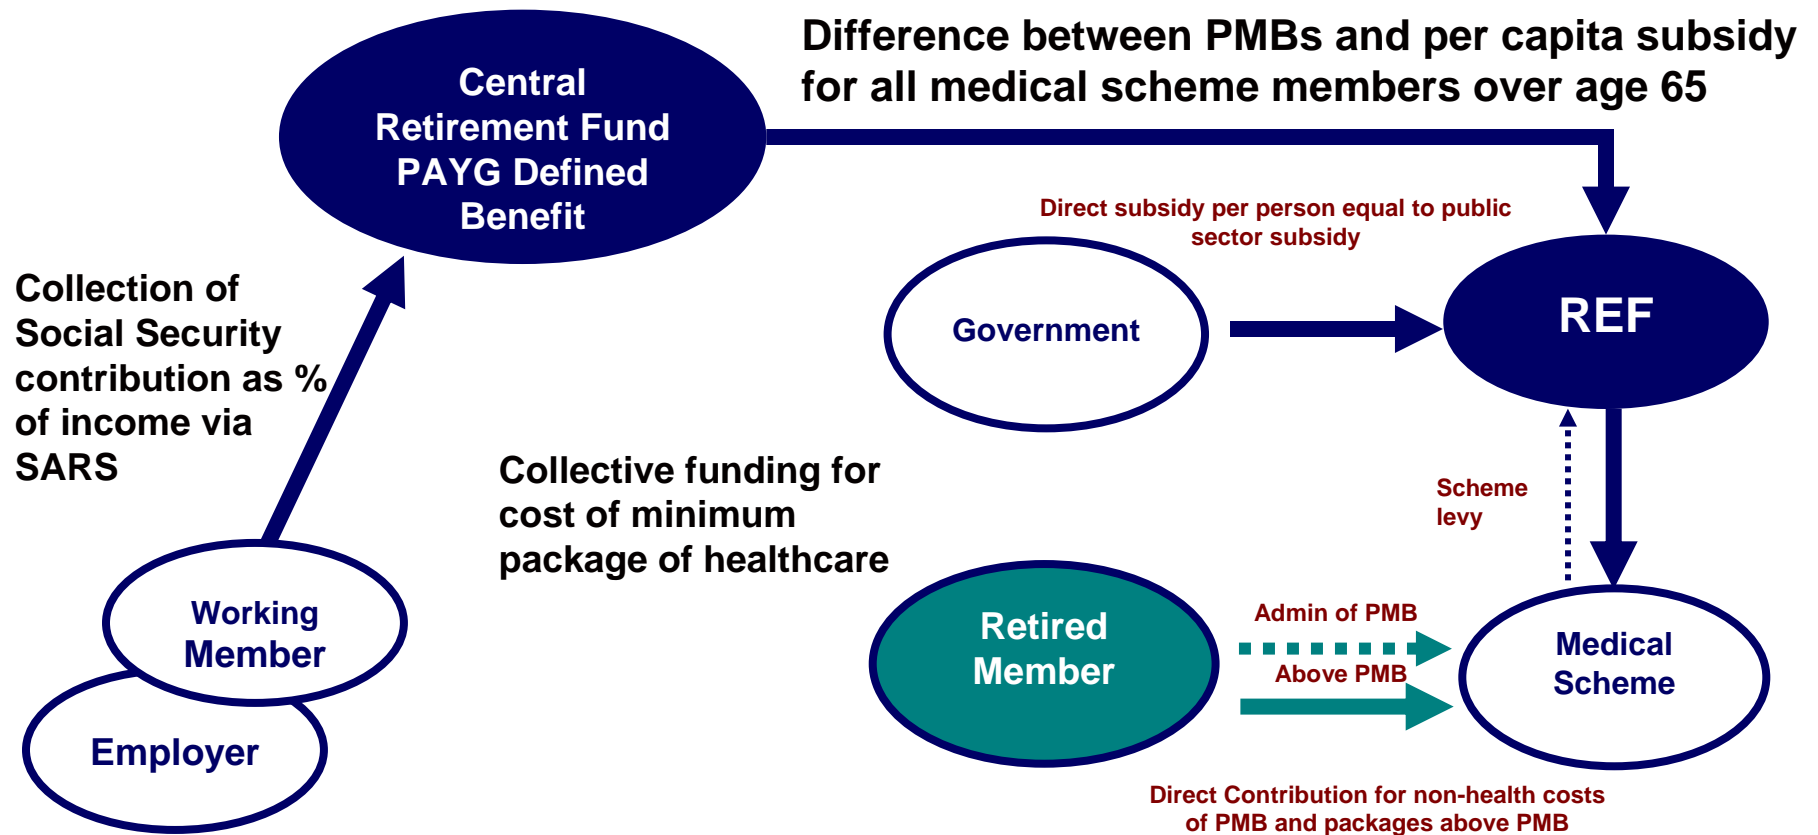 Difference between PMBs and per capita subsidy
for all medical scheme members over age 65
Central
Retirement Fund
PAYG Defined
Benefit
Direct subsidy per person equal to public
sector subsidy
Collection of
Social Security
contribution as %
of income via
SARS
Government
REF
Collective funding for
cost of minimum
package of healthcare
Scheme
levy
Working
Member
Employer
Retired
Member
Admin of PMB
Above PMB
Medical
Scheme
Direct Contribution for non-health costs
of PMB and packages above PMB